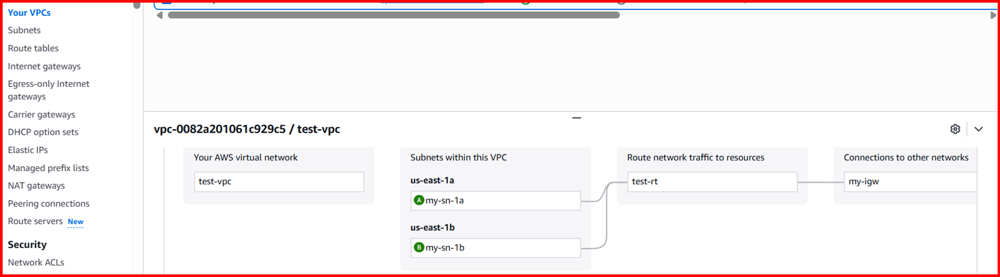 Your VPCs
Subnets
Route tables
Internet gateways
Egress-only Internet
gateways
Carrier gateways
DHCP option sets
Elastic IPs
Managed prefix lists
NAT gateways
Peering connections
Route servers New
Security
Network ACLs
vpc-0082a201061c929c5 / test-vpc
Your AWS virtual network
test-vpc
Subnets within this VPC
us-east-1a
A my-sn-1a
us-east-1b
B my-sn-1b
Route network traffic to resources
test-rt
Connections to other networks
my-igw